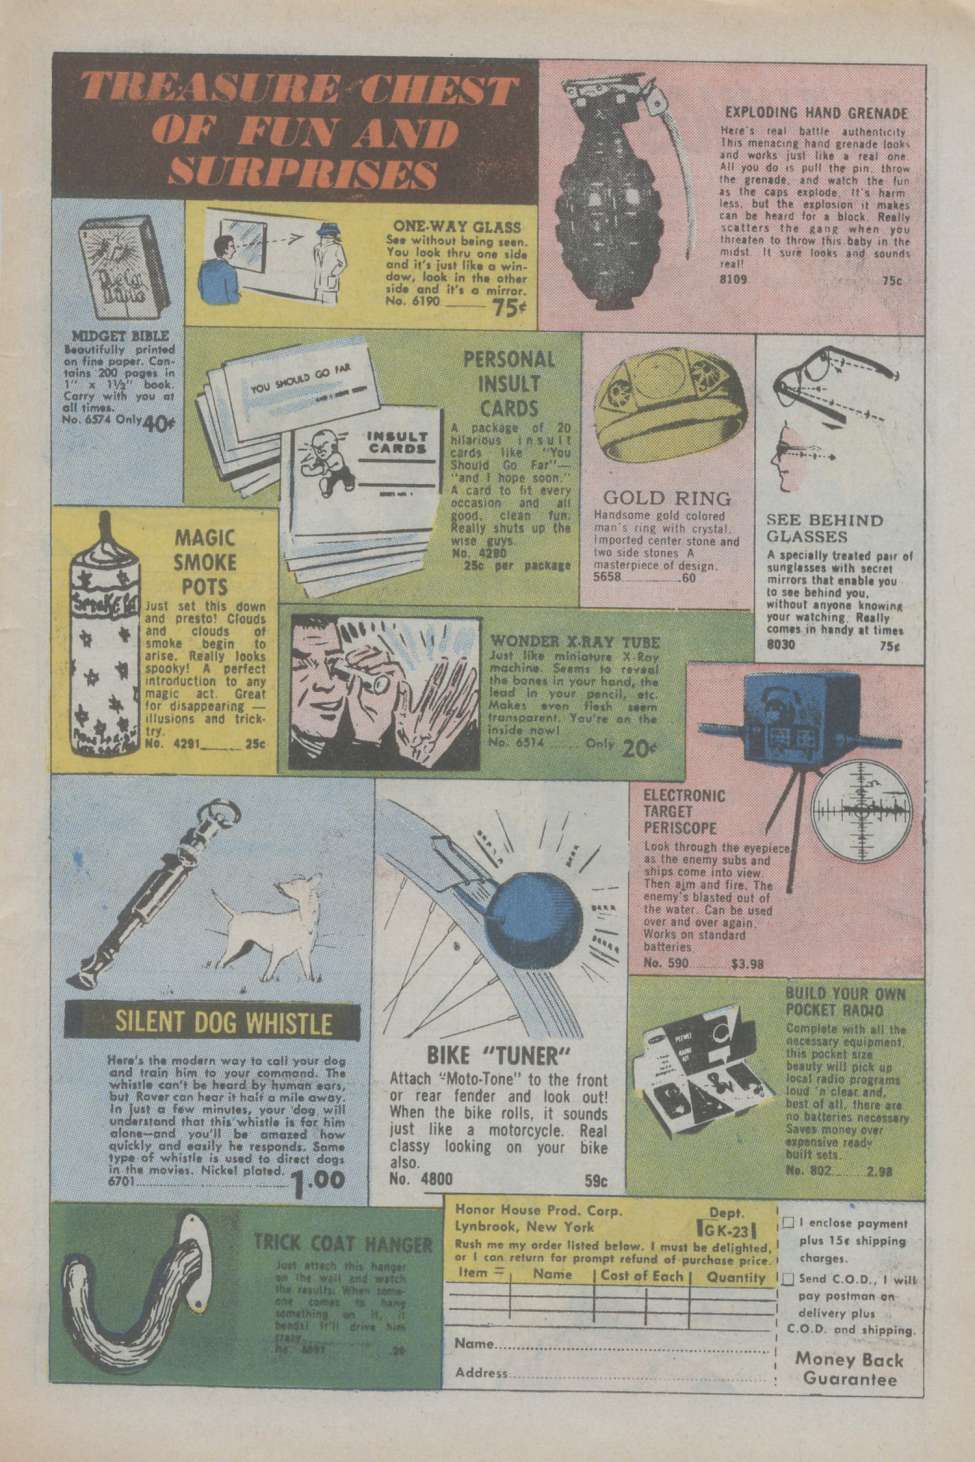 TREASURE CHEST
OF FUN AND
SURPRISES
EXPLODING HAND GRENADE
Here's real battle authenticity.
This menacing hand grenade looks
and works just like a real one.
All you do is pull the pin, throw
the grenade, and watch the fun
as the caps explode. It's harm
less, but the explosion it makes
can be heard for a block. Really
scatters the gang when you
threaten to throw this baby in the
midst. It sure looks and sounds
real!
8109 75c
ONE-WAY GLASS
See without being seen.
You look thru one side
and it's just like a win-
dow, look in the other
side and it's a mirror.
No. 6190 75¢
MIDGET BIBLE
Beautifully printed
on fine paper. Con-
tains 200 pages in
1" x 1½" book.
Carry with you at
all times.
No. 6574 Only 40¢
YOU SHOULD GO FAR
INSULT
CARDS
PERSONAL
INSULT
CARDS
A package of 20
hilarious insult
cards like "You
Should Go Far"—
"and I hope soon."
A card to fit every
occasion and all
good, clean fun.
Really shuts up the
wise guys.
No. 4280
25c per package
GOLD RING
Handsome gold colored
man's ring with crystal.
Imported center stone and
two side stones A
masterpiece of design.
5658 .60
SEE BEHIND
GLASSES
A specially treated pair of
sunglasses with secret
mirrors that enable you
to see behind you,
without anyone knowing
your watching. Really
comes in handy at times
8030 75¢
MAGIC
SMOKE
POTS
Just set this down
and presto! Clouds
and clouds of
smoke begin to
arise. Really looks
spooky! A perfect
introduction to any
magic act. Great
for disappearing —
illusions and trick-
try.
No. 4291 25c
WONDER X-RAY TUBE
Just like miniature X-Ray
machine. Seems to reveal
the bones in your hand, the
lead in your pencil, etc.
Makes even flesh seem
transparent. You're on the
inside now!
No. 6514 Only 20¢
ELECTRONIC
TARGET
PERISCOPE
Look through the eyepiece
as the enemy subs and
ships come into view.
Then aim and fire. The
enemy's blasted out of
the water. Can be used
over and over again.
Works on standard
batteries
No. 590 $3.98
SILENT DOG WHISTLE
Here's the modern way to call your dog
and train him to your command. The
whistle can't be heard by human ears,
but Rover can hear it half a mile away.
In just a few minutes, your dog will
understand that this whistle is for him
alone—and you'll be amazed how
quickly and easily he responds. Same
type of whistle is used to direct dogs
in the movies. Nickel plated.
6701 1.00
BIKE "TUNER"
Attach "Moto-Tone" to the front
or rear fender and look out!
When the bike rolls, it sounds
just like a motorcycle. Real
classy looking on your bike
also.
No. 4800 59c
BUILD YOUR OWN
POCKET RADIO
Complete with all the
necessary equipment,
this pocket size
beauty will pick up
local radio programs
loud 'n clear and,
best of all, there are
no batteries necessary
Saves money over
expensive ready
built sets.
No. 802 2.98
TRICK COAT HANGER
Just attach this hanger
on the wall and watch
the results. When some-
one comes to hang
something on it, it
bends! It'll drive him
crazy.
Honor House Prod. Corp.
Lynbrook, New York
Dept.
GK-23
Rush me my order listed below. I must be delighted,
or I can return for prompt refund of purchase price.
Item = Name Cost of Each Quantity
Name
Address
I enclose payment
plus 15¢ shipping
charges.
Send C.O.D., I will
pay postman on
delivery plus
C.O.D. and shipping.
Money Back
Guarantee